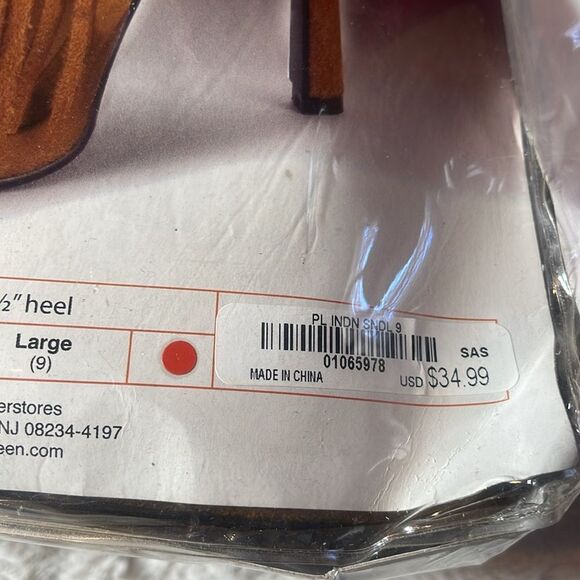 ½" heel
Large
(9)
erstores
NJ 08234-4197
een.com
PL INDN SNDL 9
01065978
SAS
MADE IN CHINA
USD $34.99